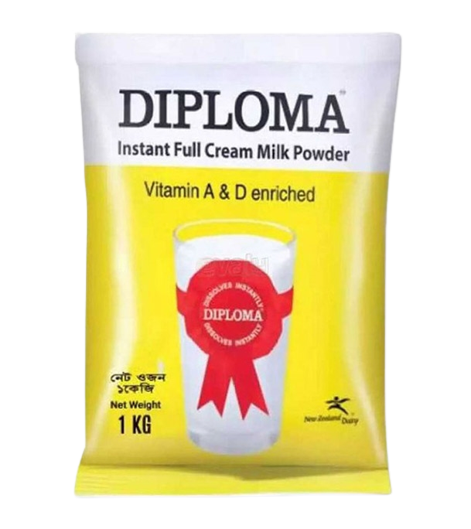 DIPLOMA
Instant Full Cream Milk Powder
Vitamin A & D enriched
evaly
DISSOLVES INSTANTLY
DIPLOMA
DISSOLVES INSTANTLY
নেট ওজন
১কেজি
Net Weight
1 KG
New Zealand Dairy